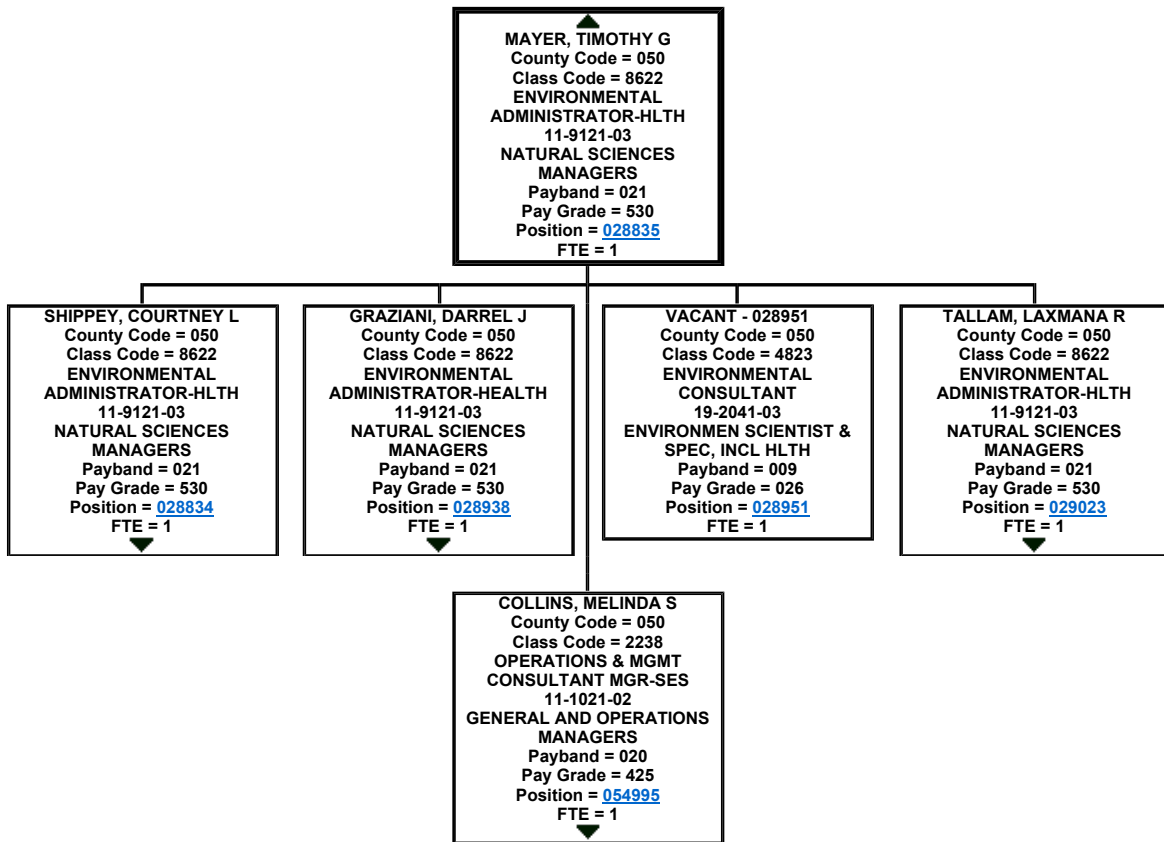 MAYER, TIMOTHY G
County Code = 050
Class Code = 8622
ENVIRONMENTAL
ADMINISTRATOR-HLTH
11-9121-03
NATURAL SCIENCES
MANAGERS
Payband = 021
Pay Grade = 530
Position = 028835
FTE = 1
SHIPPEY, COURTNEY L
County Code = 050
Class Code = 8622
ENVIRONMENTAL
ADMINISTRATOR-HLTH
11-9121-03
NATURAL SCIENCES
MANAGERS
Payband = 021
Pay Grade = 530
Position = 028834
FTE = 1
GRAZIANI, DARREL J
County Code = 050
Class Code = 8622
ENVIRONMENTAL
ADMINISTRATOR-HEALTH
11-9121-03
NATURAL SCIENCES
MANAGERS
Payband = 021
Pay Grade = 530
Position = 028938
FTE = 1
VACANT - 028951
County Code = 050
Class Code = 4823
ENVIRONMENTAL
CONSULTANT
19-2041-03
ENVIRONMEN SCIENTIST &
SPEC, INCL HLTH
Payband = 009
Pay Grade = 026
Position = 028951
FTE = 1
TALLAM, LAXMANA R
County Code = 050
Class Code = 8622
ENVIRONMENTAL
ADMINISTRATOR-HLTH
11-9121-03
NATURAL SCIENCES
MANAGERS
Payband = 021
Pay Grade = 530
Position = 029023
FTE = 1
COLLINS, MELINDA S
County Code = 050
Class Code = 2238
OPERATIONS & MGMT
CONSULTANT MGR-SES
11-1021-02
GENERAL AND OPERATIONS
MANAGERS
Payband = 020
Pay Grade = 425
Position = 054995
FTE = 1